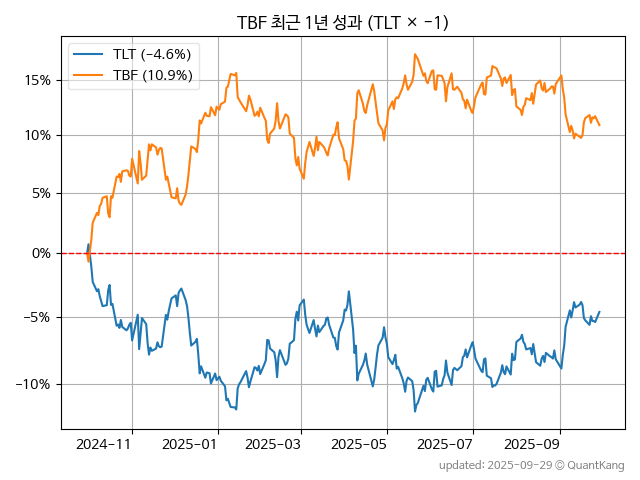 TBF 최근 1년 성과 (TLT × −1)
TLT (−4.6%)
TBF (10.9%)
15%
10%
5%
0%
−5%
−10%
2024−11 2025−01 2025−03 2025−05 2025−07 2025−09
updated: 2025-09-29 © QuantKang